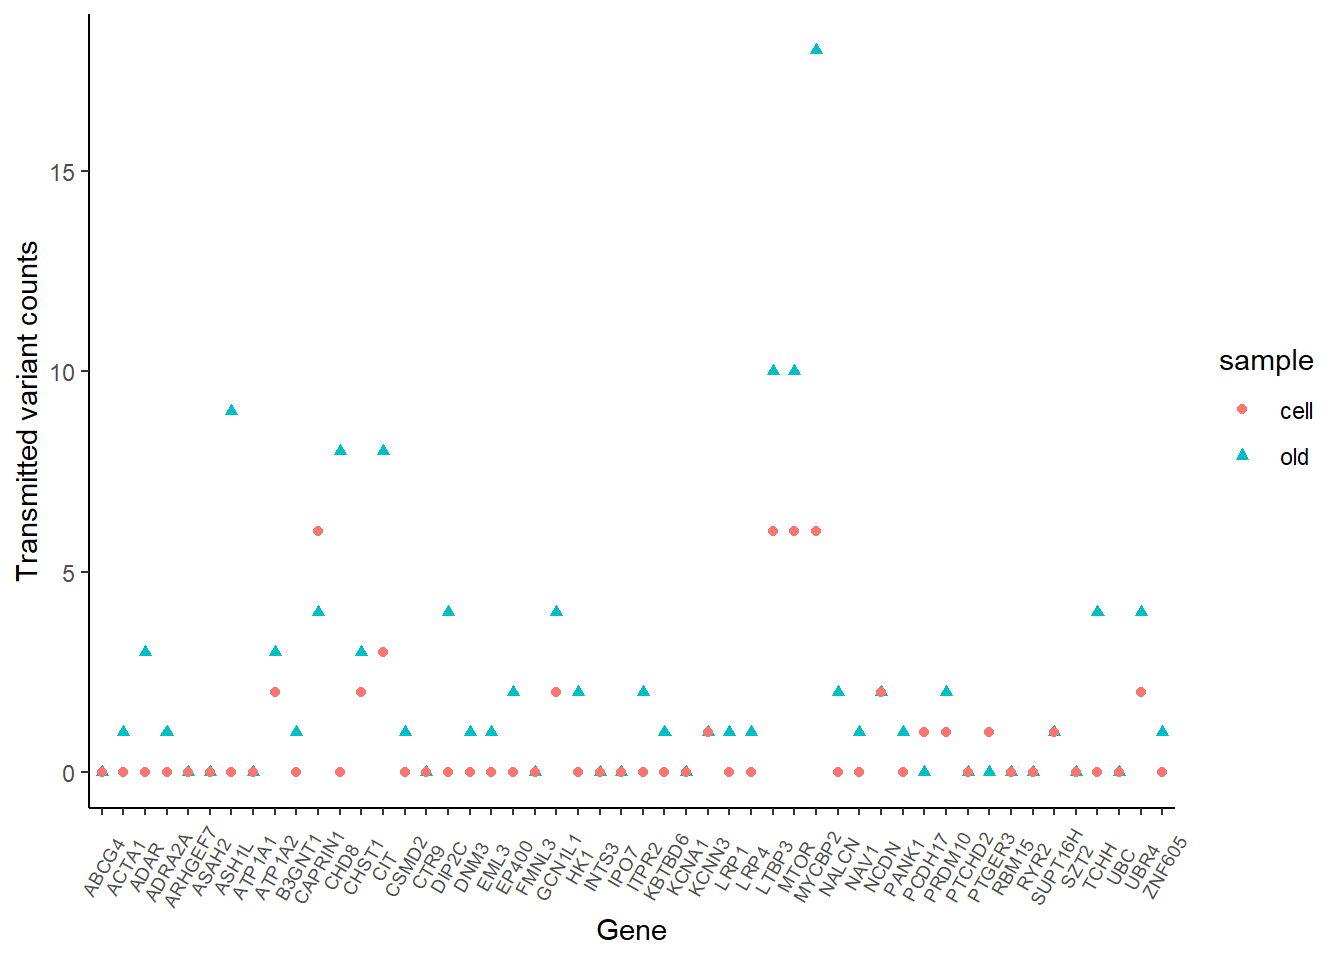 Transmitted variant counts
15
10
5
0
ABCG4
ACTA1
ADAR
ADRA2A
ARHGEF7
ASAH2
ASH1L
ATP1A1
ATP1A2
B3GNT1
CAPRIN1
CHD8
CHST1
CIT
CSMD2
CTR9
DIP2C
DNM3
EML3
EP400
FMNL3
GCN1L1
HK1
INTS3
IPO7
ITPR2
KBTBD6
KCNA1
KCNN3
LRP1
LRP4
LTBP3
MTOR
MYCBP2
NALCN
NAV1
NCDN
PANK1
PCDH17
PRDM10
PTCHD2
PTGER3
RBM15
RYR2
SUPT16H
SZT2
TCHH
UBC
UBR4
ZNF605
Gene
sample
cell
old